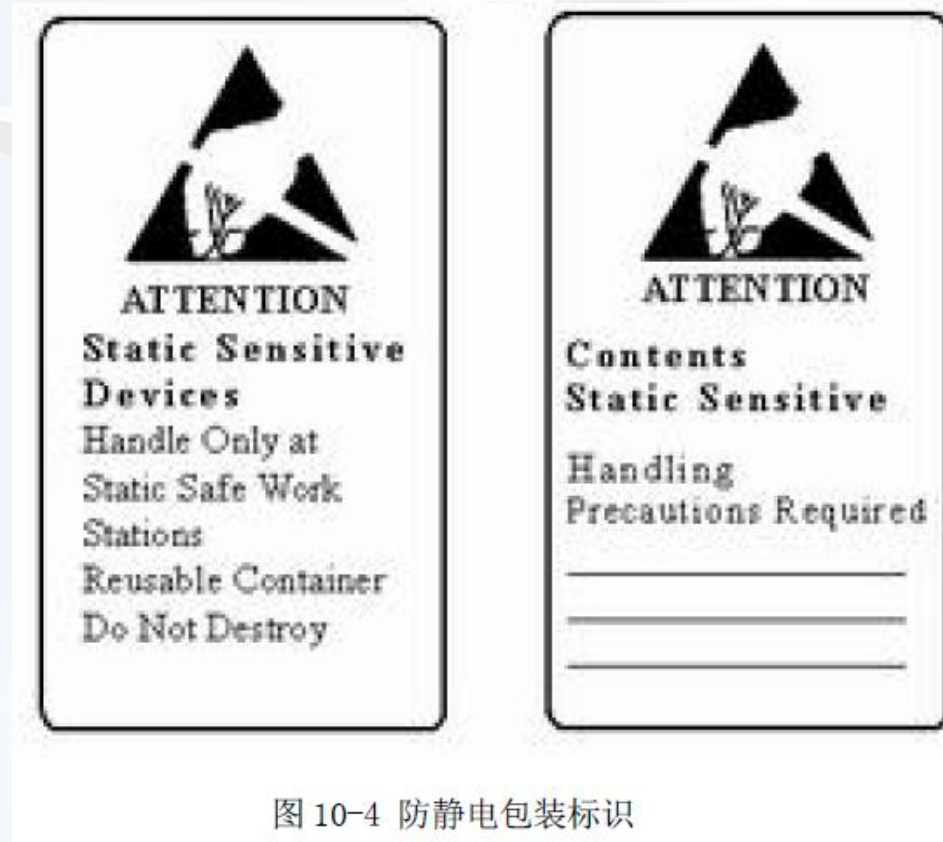 ATTENTION
Static Sensitive
Devices
Handle Only at
Static Safe Work
Stations
Reusable Container
Do Not Destroy
ATTENTION
Contents
Static Sensitive
Handling
Precautions Required
图 10-4 防静电包装标识